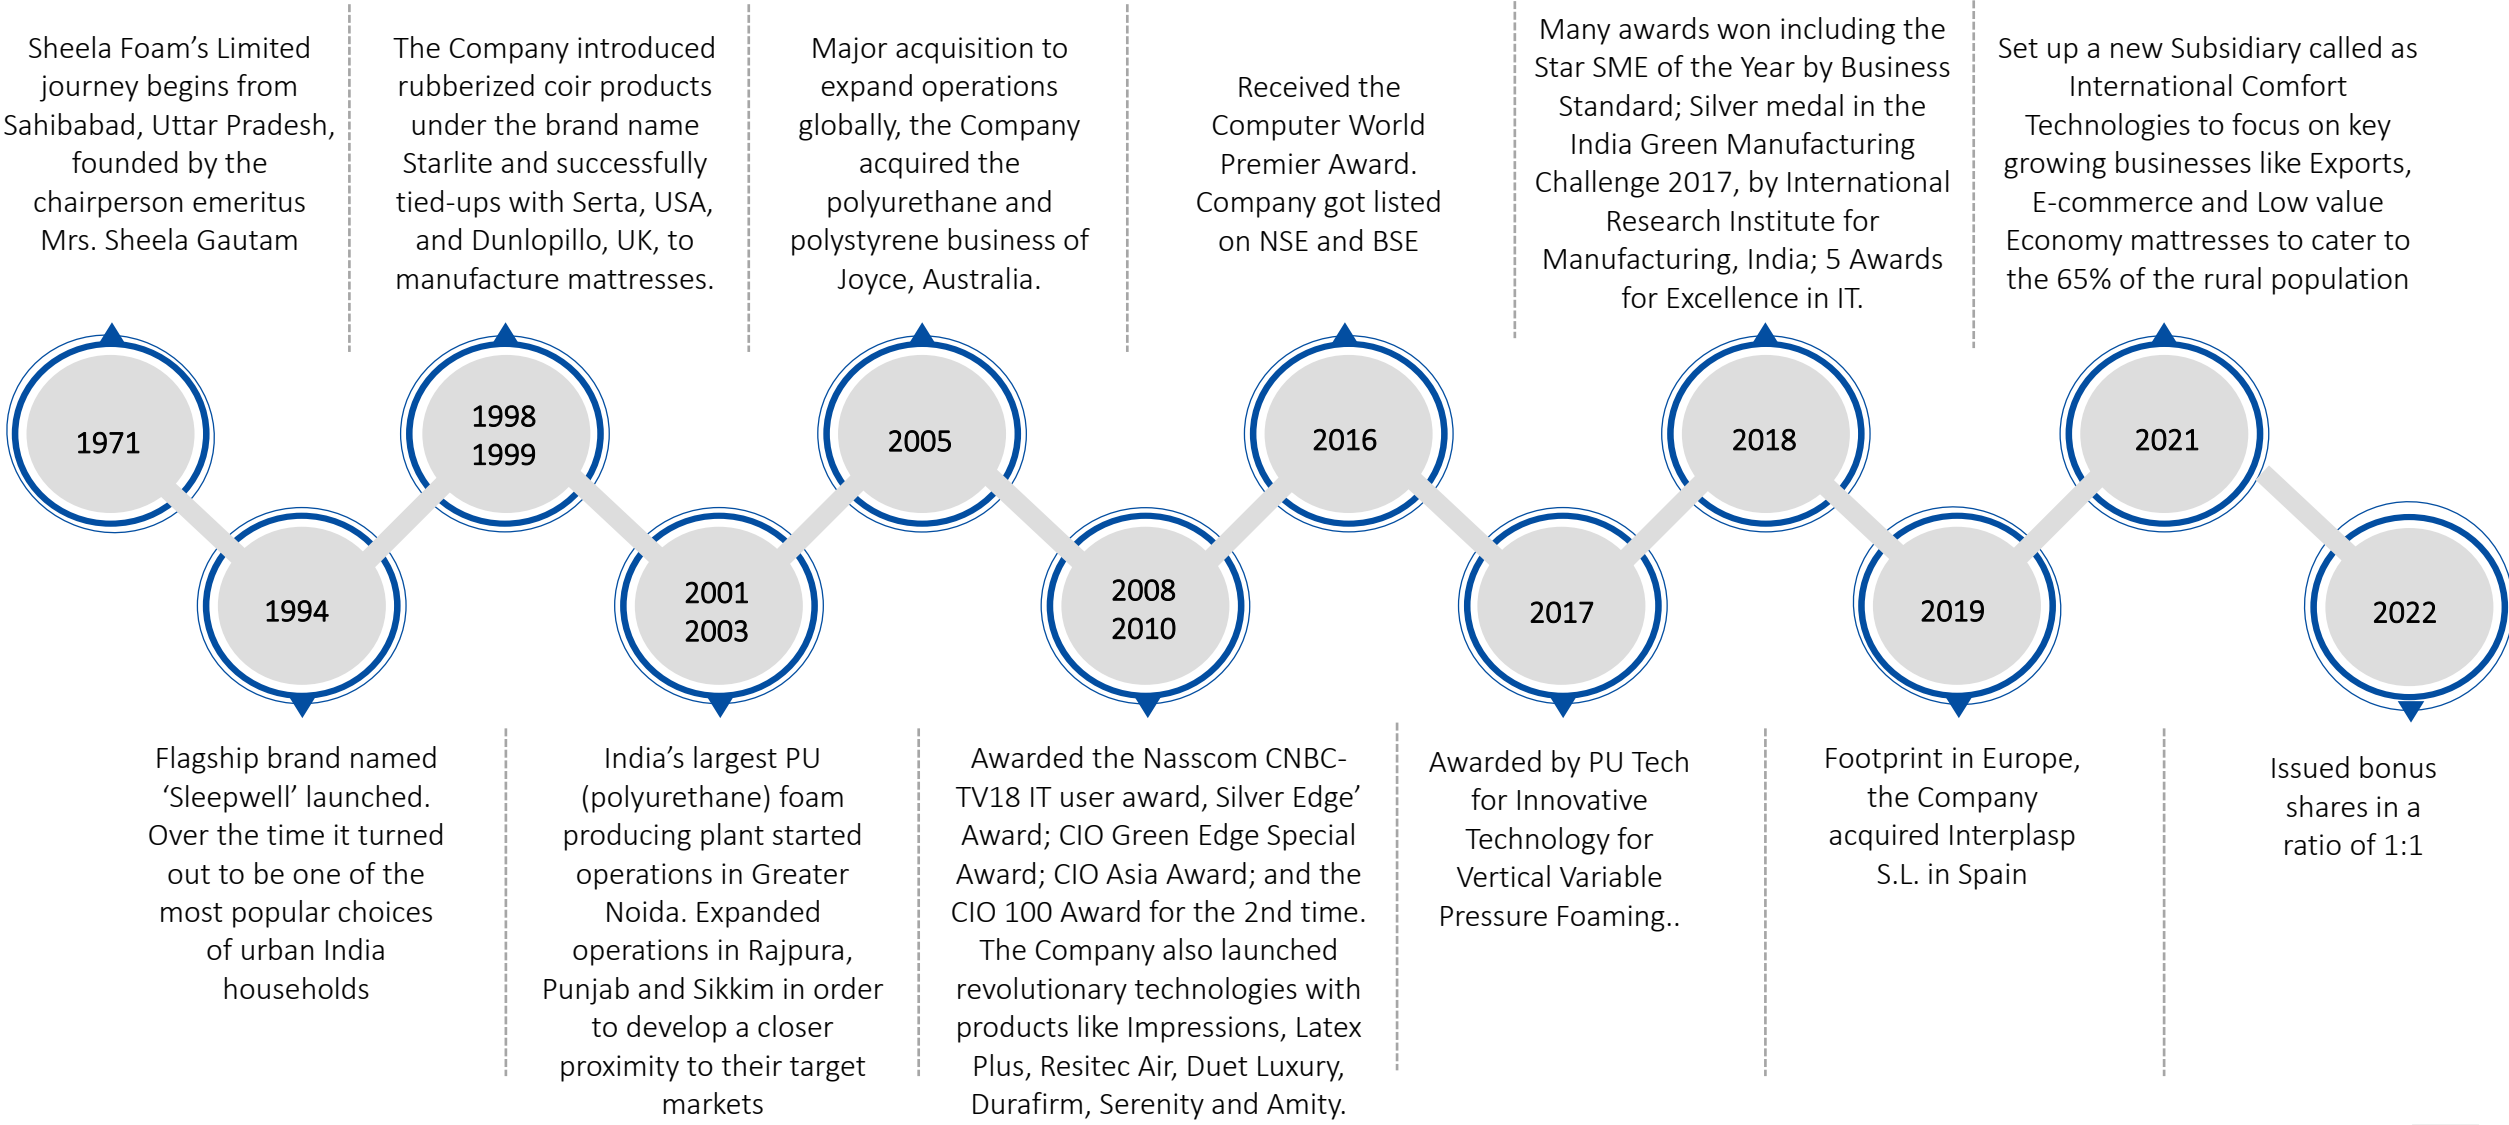 Sheela Foam’s Limited
journey begins from
Sahibabad, Uttar Pradesh,
founded by the
chairperson emeritus
Mrs. Sheela Gautam
The Company introduced
rubberized coir products
under the brand name
Starlite and successfully
tied-ups with Serta, USA,
and Dunlopillo, UK, to
manufacture mattresses.
Major acquisition to
expand operations
globally, the Company
acquired the
polyurethane and
polystyrene business of
Joyce, Australia.
Received the
Computer World
Premier Award.
Company got listed
on NSE and BSE
Many awards won including the
Star SME of the Year by Business
Standard; Silver medal in the
India Green Manufacturing
Challenge 2017, by International
Research Institute for
Manufacturing, India; 5 Awards
for Excellence in IT.
Set up a new Subsidiary called as
International Comfort
Technologies to focus on key
growing businesses like Exports,
E-commerce and Low value
Economy mattresses to cater to
the 65% of the rural population
1971
1998
1999
2005
2016
2018
2021
1994
2001
2003
2008
2010
2017
2019
2022
Flagship brand named
‘Sleepwell’ launched.
Over the time it turned
out to be one of the
most popular choices
of urban India
households
India’s largest PU
(polyurethane) foam
producing plant started
operations in Greater
Noida. Expanded
operations in Rajpura,
Punjab and Sikkim in order
to develop a closer
proximity to their target
markets
Awarded the Nasscom CNBC-
TV18 IT user award, Silver Edge’
Award; CIO Green Edge Special
Award; CIO Asia Award; and the
CIO 100 Award for the 2nd time.
The Company also launched
revolutionary technologies with
products like Impressions, Latex
Plus, Resitec Air, Duet Luxury,
Durafirm, Serenity and Amity.
Awarded by PU Tech
for Innovative
Technology for
Vertical Variable
Pressure Foaming..
Footprint in Europe,
the Company
acquired Interplasp
S.L. in Spain
Issued bonus
shares in a
ratio of 1:1